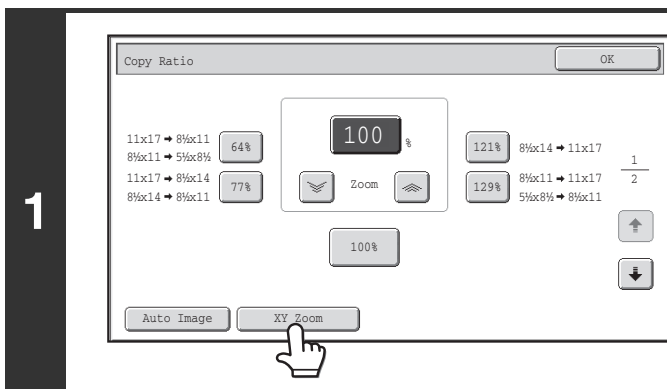 1
Copy Ratio
OK
11x17 → 8½x11
8½x11 → 5½x8½
64%
11x17 → 8½x14
8½x14 → 8½x11
77%
100 %
Zoom
100%
121%
8½x14 → 11x17
129%
8½x11 → 11x17
5½x8½ → 8½x11
1
2
Auto Image
XY Zoom